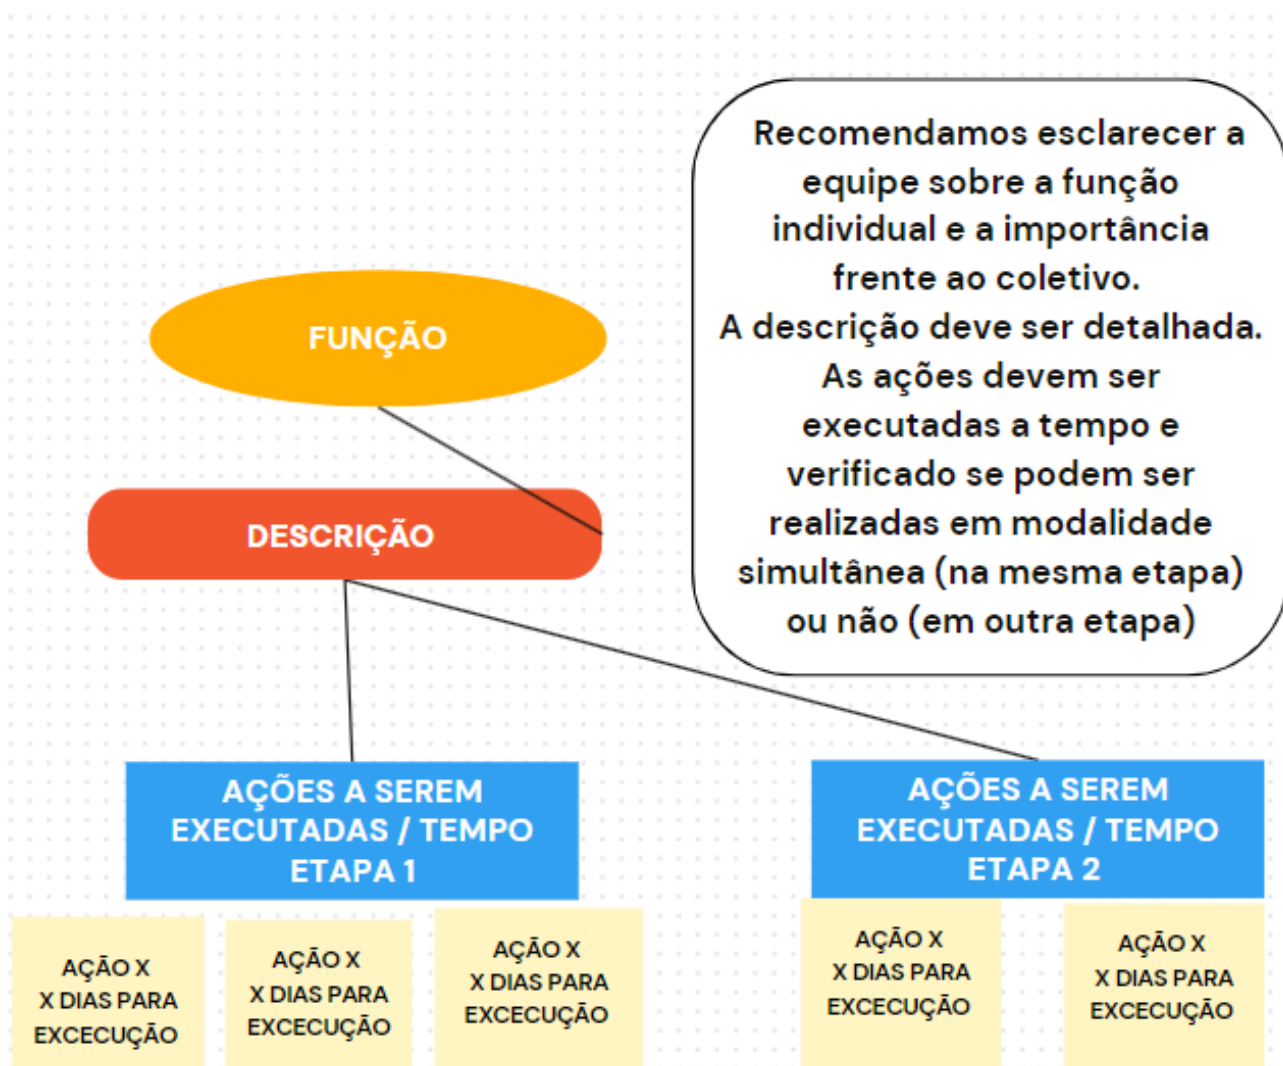 Recomendamos esclarecer a
equipe sobre a função
individual e a importância
frente ao coletivo.
A descrição deve ser detalhada.
As ações devem ser
executadas a tempo e
verificado se podem ser
realizadas em modalidade
simultânea (na mesma etapa)
ou não (em outra etapa)
FUNÇÃO
DESCRIÇÃO
AÇÕES A SEREM
EXECUTADAS / TEMPO
ETAPA 1
AÇÕES A SEREM
EXECUTADAS / TEMPO
ETAPA 2
AÇÃO X
X DIAS PARA
EXCECUÇÃO
AÇÃO X
X DIAS PARA
EXCECUÇÃO
AÇÃO X
X DIAS PARA
EXCECUÇÃO
AÇÃO X
X DIAS PARA
EXCECUÇÃO
AÇÃO X
X DIAS PARA
EXCECUÇÃO